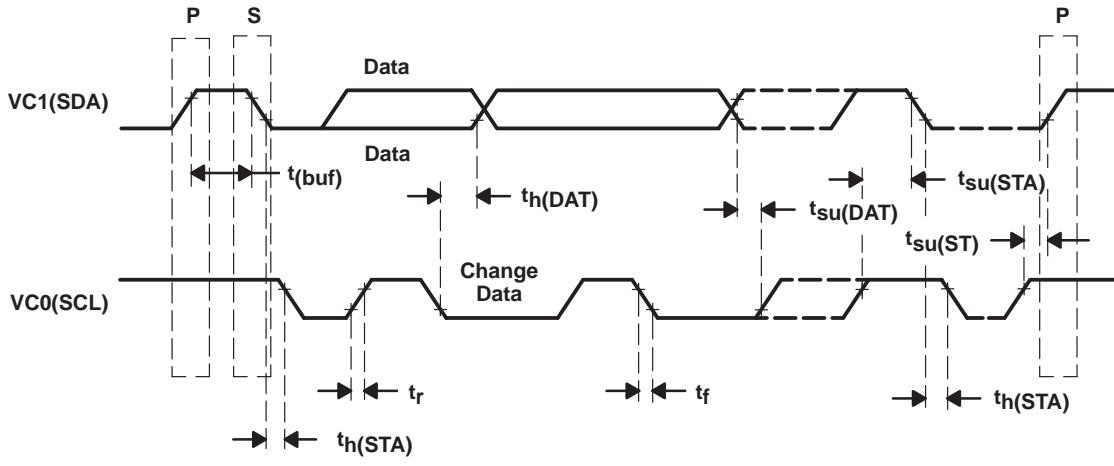 P
S
P
Data
VC1(SDA)
Data
t(buf)
th(DAT)
tsu(STA)
tsu(DAT)
tsu(ST)
Change
Data
VC0(SCL)
tr
tf
th(STA)
th(STA)